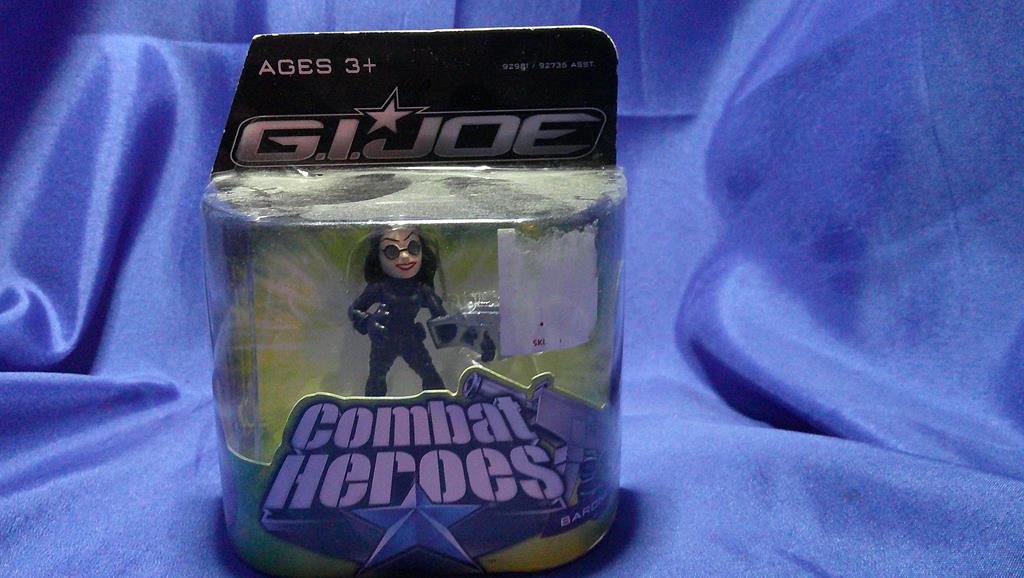 AGES 3+
92981 / 92735 ASST.
G.I. JOE
Combat
Heroes